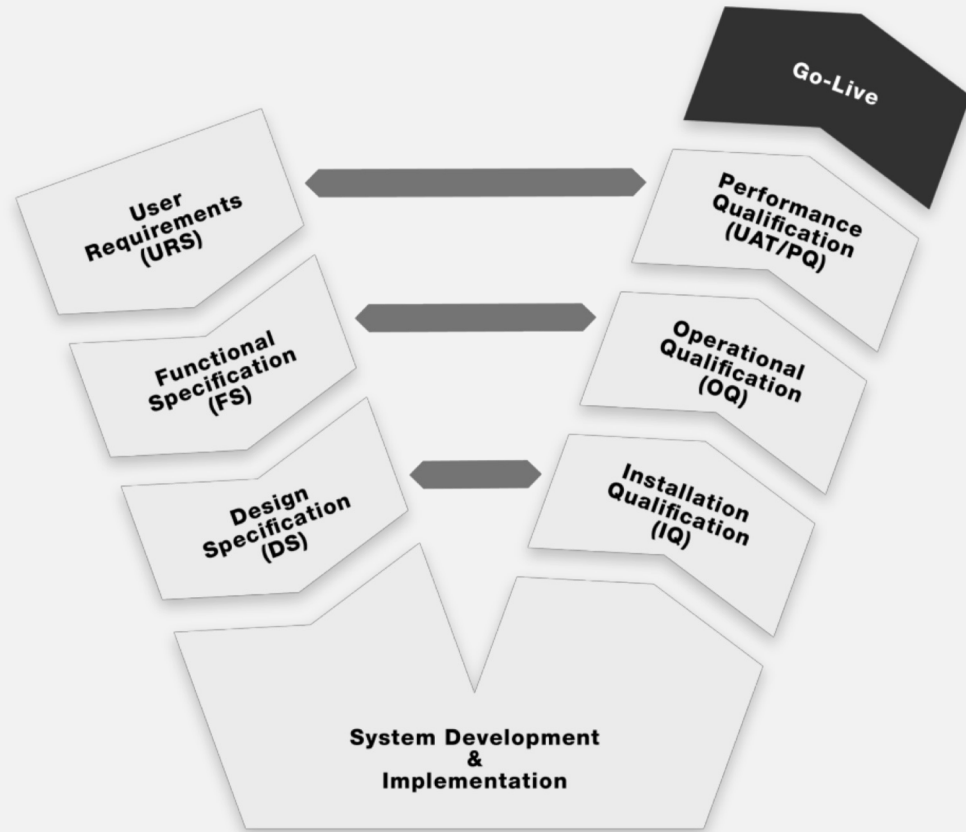 Go-Live
User
Requirements
(URS)
Performance
Qualification
(UAT/PQ)
Functional
Specification
(FS)
Operational
Qualification
(OQ)
Design
Specification
(DS)
Installation
Qualification
(IQ)
System Development
&
Implementation